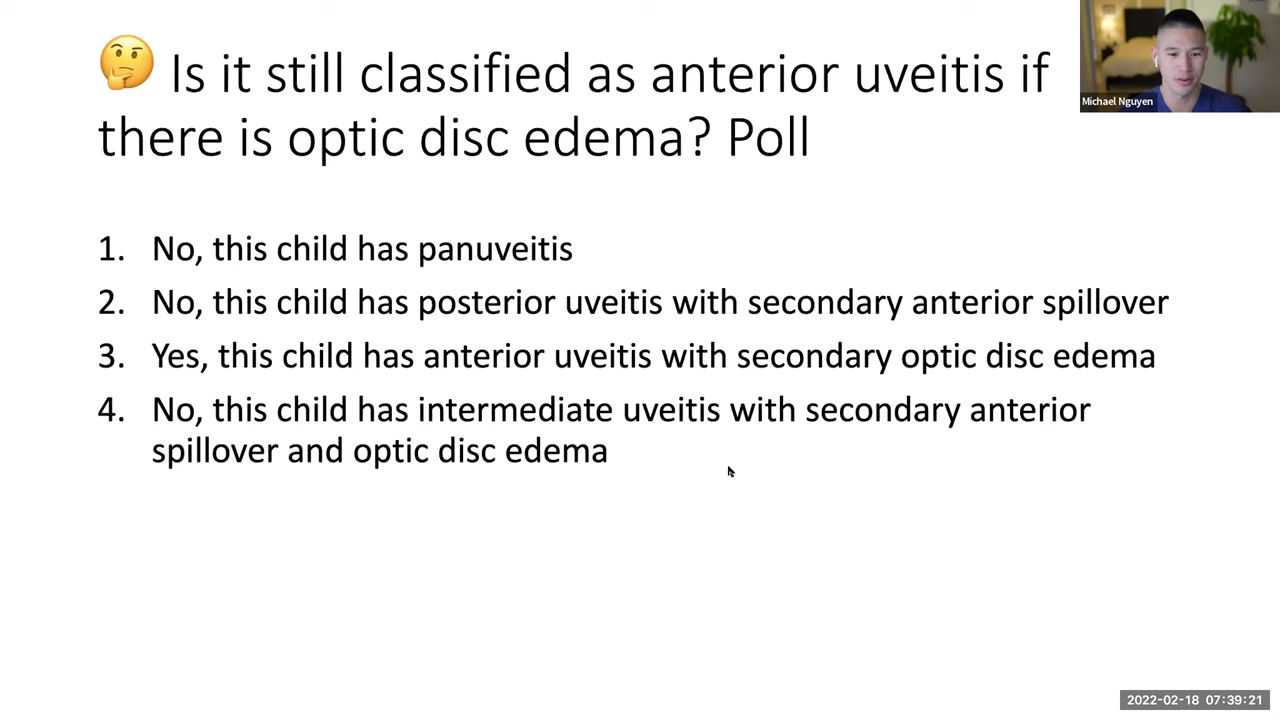 🤔 Is it still classified as anterior uveitis if
there is optic disc edema? Poll
Michael Nguyen
1. No, this child has panuveitis
2. No, this child has posterior uveitis with secondary anterior spillover
3. Yes, this child has anterior uveitis with secondary optic disc edema
4. No, this child has intermediate uveitis with secondary anterior
spillover and optic disc edema
2022-02-18 07:39:21